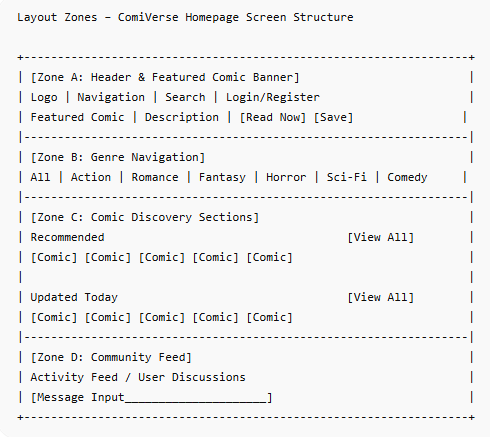 Layout Zones – ComiVerse Homepage Screen Structure
+------------------------------------------------------------------+
| [Zone A: Header & Featured Comic Banner]                         |
| Logo | Navigation | Search | Login/Register                      |
| Featured Comic | Description | [Read Now] [Save]                |
|------------------------------------------------------------------|
| [Zone B: Genre Navigation]                                       |
| All | Action | Romance | Fantasy | Horror | Sci-Fi | Comedy     |
|------------------------------------------------------------------|
| [Zone C: Comic Discovery Sections]                               |
| Recommended                                    [View All]        |
| [Comic] [Comic] [Comic] [Comic] [Comic]                          |
|                                                                  |
| Updated Today                                  [View All]        |
| [Comic] [Comic] [Comic] [Comic] [Comic]                          |
|------------------------------------------------------------------|
| [Zone D: Community Feed]                                         |
| Activity Feed / User Discussions                                 |
| [Message Input_____________________]                             |
+------------------------------------------------------------------+